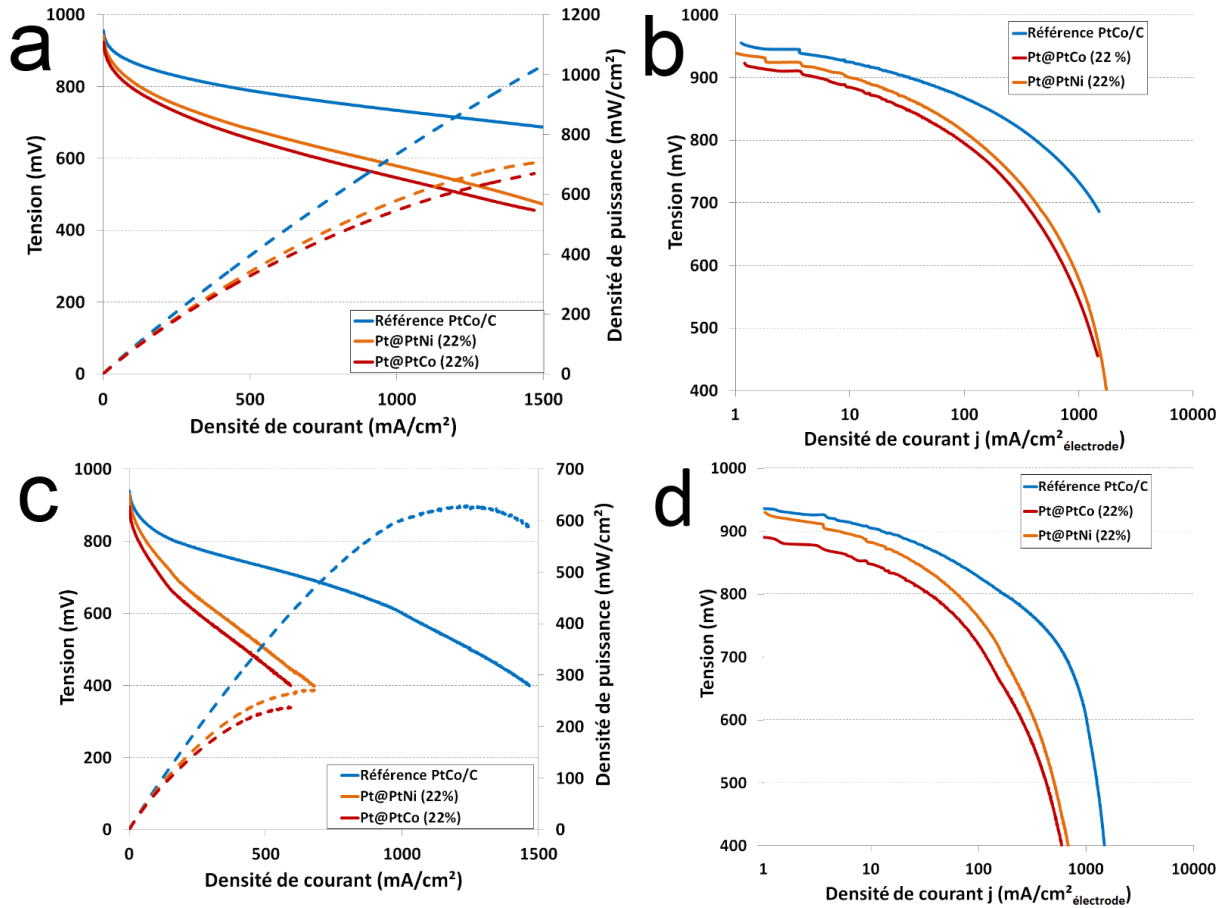 a
1000
800
600
400
200
0
Tension (mV)
1200
1000
800
600
400
200
0
Densité de puissance (mW/cm²)
Référence PtCo/C
Pt@PtNi (22%)
Pt@PtCo (22%)
0 500 1000 1500
Densité de courant (mA/cm²)
b
1000
900
800
700
600
500
400
Tension (mV)
Référence PtCo/C
Pt@PtCo (22 %)
Pt@PtNi (22%)
1 10 100 1000 10000
Densité de courant j (mA/cm²électrode)
c
1000
800
600
400
200
0
Tension (mV)
700
600
500
400
300
200
100
0
Densité de puissance (mW/cm²)
Référence PtCo/C
Pt@PtNi (22%)
Pt@PtCo (22%)
0 500 1000 1500
Densité de courant (mA/cm²)
d
1000
900
800
700
600
500
400
Tension (mV)
Référence PtCo/C
Pt@PtCo (22%)
Pt@PtNi (22%)
1 10 100 1000 10000
Densité de courant j (mA/cm²électrode)